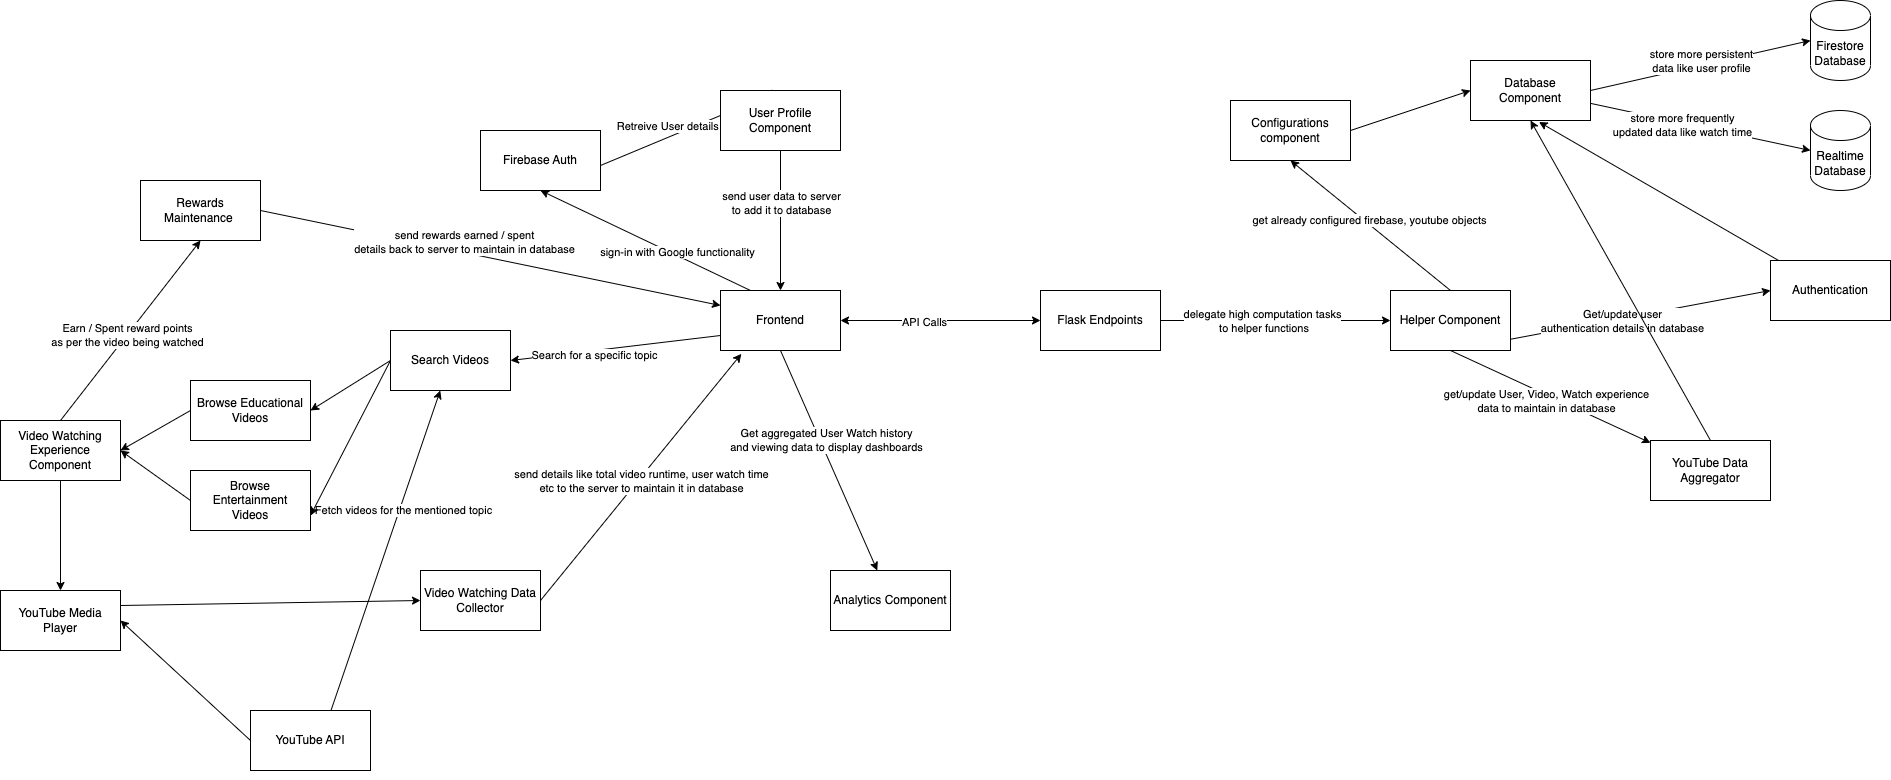 Firestore
Database
store more persistent
data like user profile
Database
Component
User Profile
Component
Configurations
component
store more frequently
updated data like watch time
Retreive User details
Firebase Auth
Realtime
Database
Rewards
Maintenance
send user data to server
to add it to database
get already configured firebase, youtube objects
send rewards earned / spent
details back to server to maintain in database
sign-in with Google functionality
Authentication
Earn / Spent reward points
as per the video being watched
Frontend
API Calls
Flask Endpoints
delegate high computation tasks
to helper functions
Helper Component
Get/update user
authentication details in database
Search Videos
Search for a specific topic
Browse Educational
Videos
get/update User, Video, Watch experience
data to maintain in database
Video Watching
Experience
Component
Get aggregated User Watch history
and viewing data to display dashboards
YouTube Data
Aggregator
Browse
Entertainment
Videos
send details like total video runtime, user watch time
etc to the server to maintain it in database
Fetch videos for the mentioned topic
YouTube Media
Player
Video Watching Data
Collector
Analytics Component
YouTube API